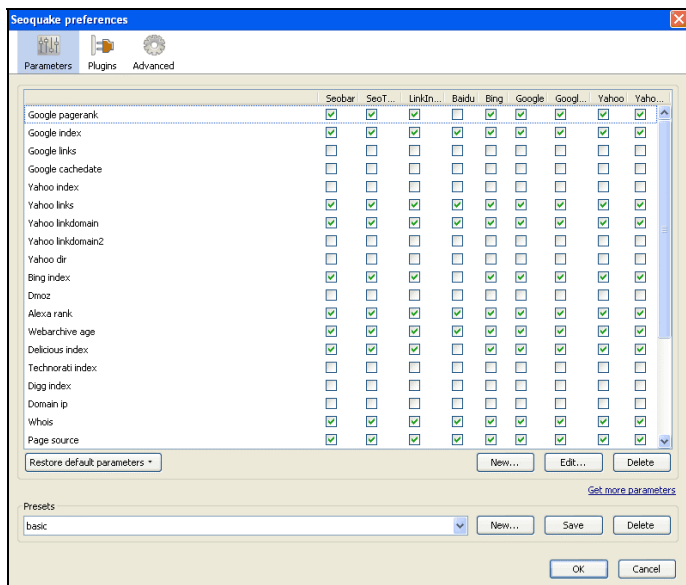 Seoquake preferences
Parameters Plugins Advanced
Seobar SeoT... LinkIn... Baidu Bing Google Googl... Yahoo Yaho...
Google pagerank
Google index
Google links
Google cachedate
Yahoo index
Yahoo links
Yahoo linkdomain
Yahoo linkdomain2
Yahoo dir
Bing index
Dmoz
Alexa rank
Webarchive age
Delicious index
Technorati index
Digg index
Domain ip
Whois
Page source
Restore default parameters New... Edit... Delete
Get more parameters
Presets
basic New... Save Delete
OK Cancel